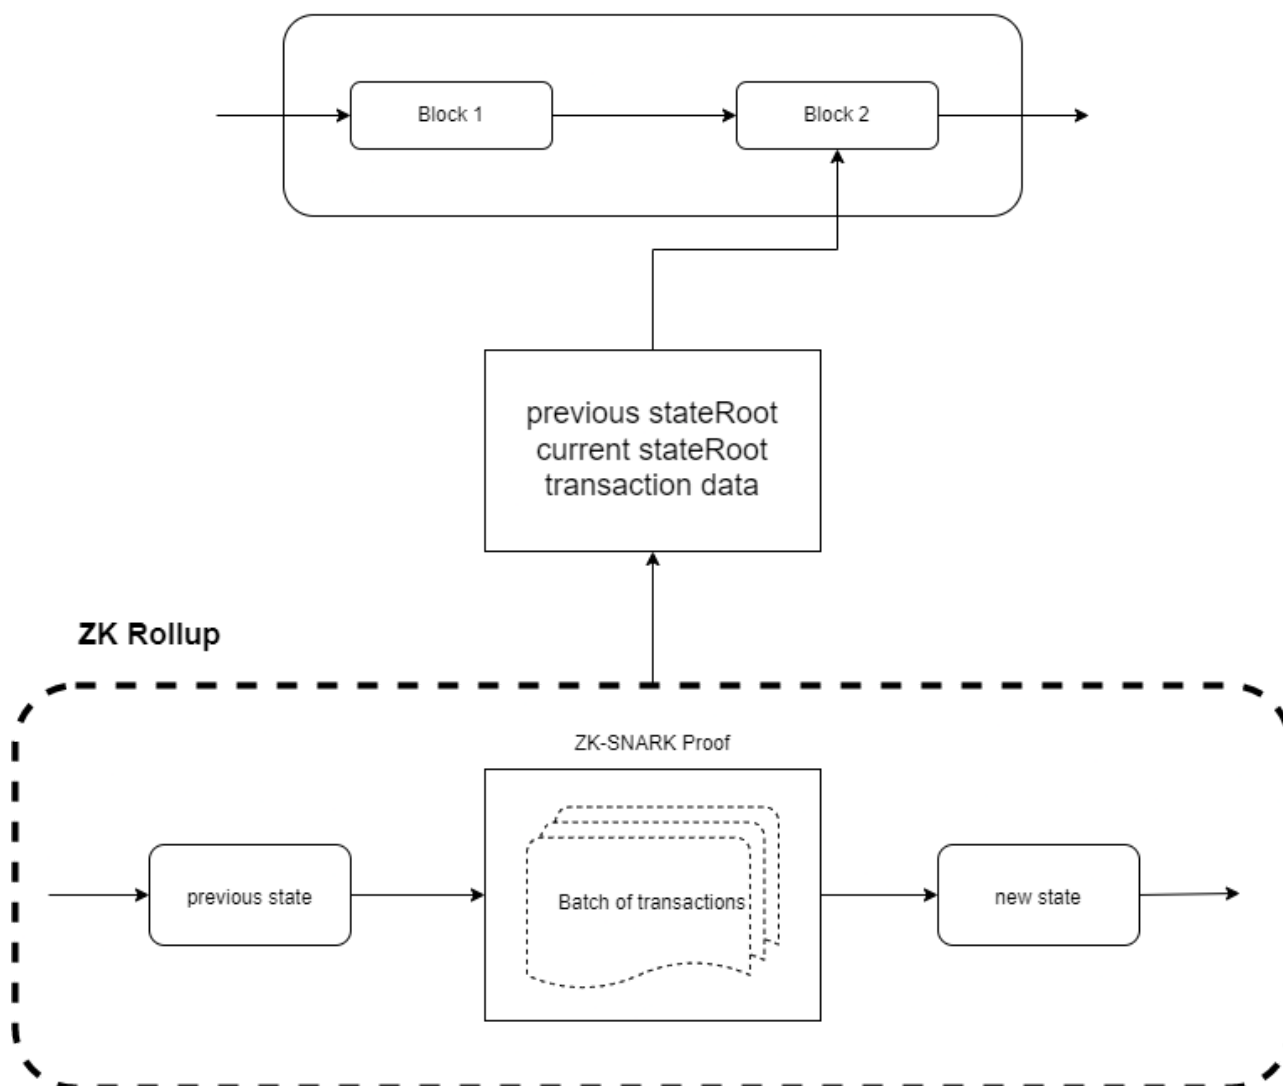 Block 1
Block 2
previous stateRoot
current stateRoot
transaction data
ZK Rollup
ZK-SNARK Proof
previous state
Batch of transactions
new state